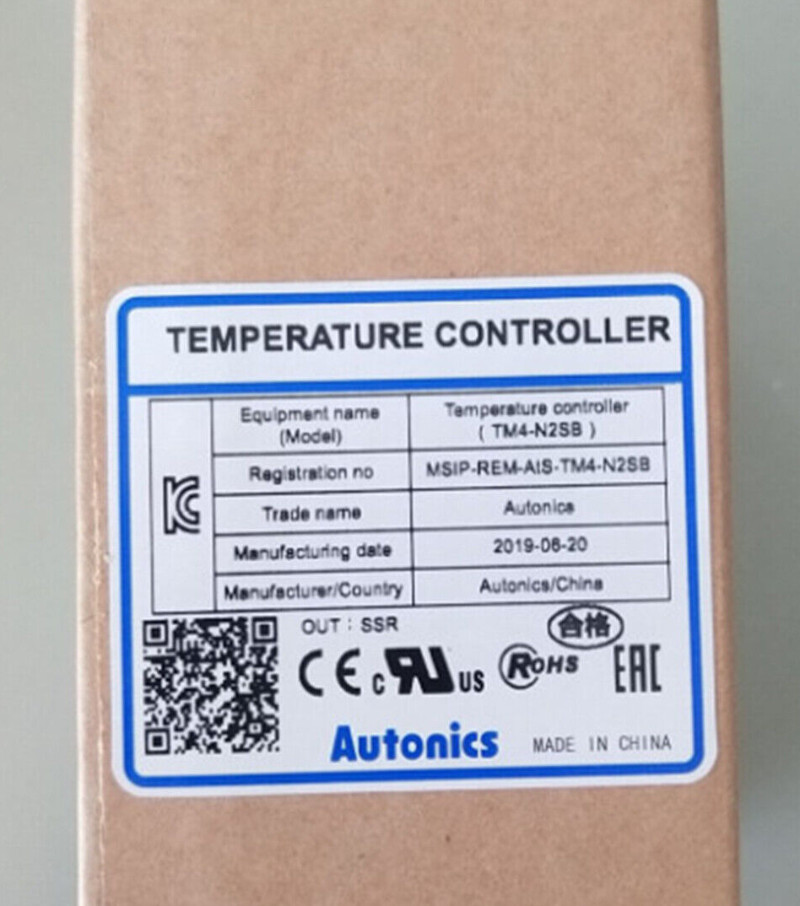 TEMPERATURE CONTROLLER
Equipment name
(Model)
Temperature controller
( TM4-N2SB )
Registration no
MSIP-REM-AIS-TM4-N2SB
Trade name
Autonics
Manufacturing date
2019-06-20
Manufacturer/Country
Autonics/China
OUT : SSR
合格
CE
c RU US
RoHS
EAC
Autonics
MADE IN CHINA